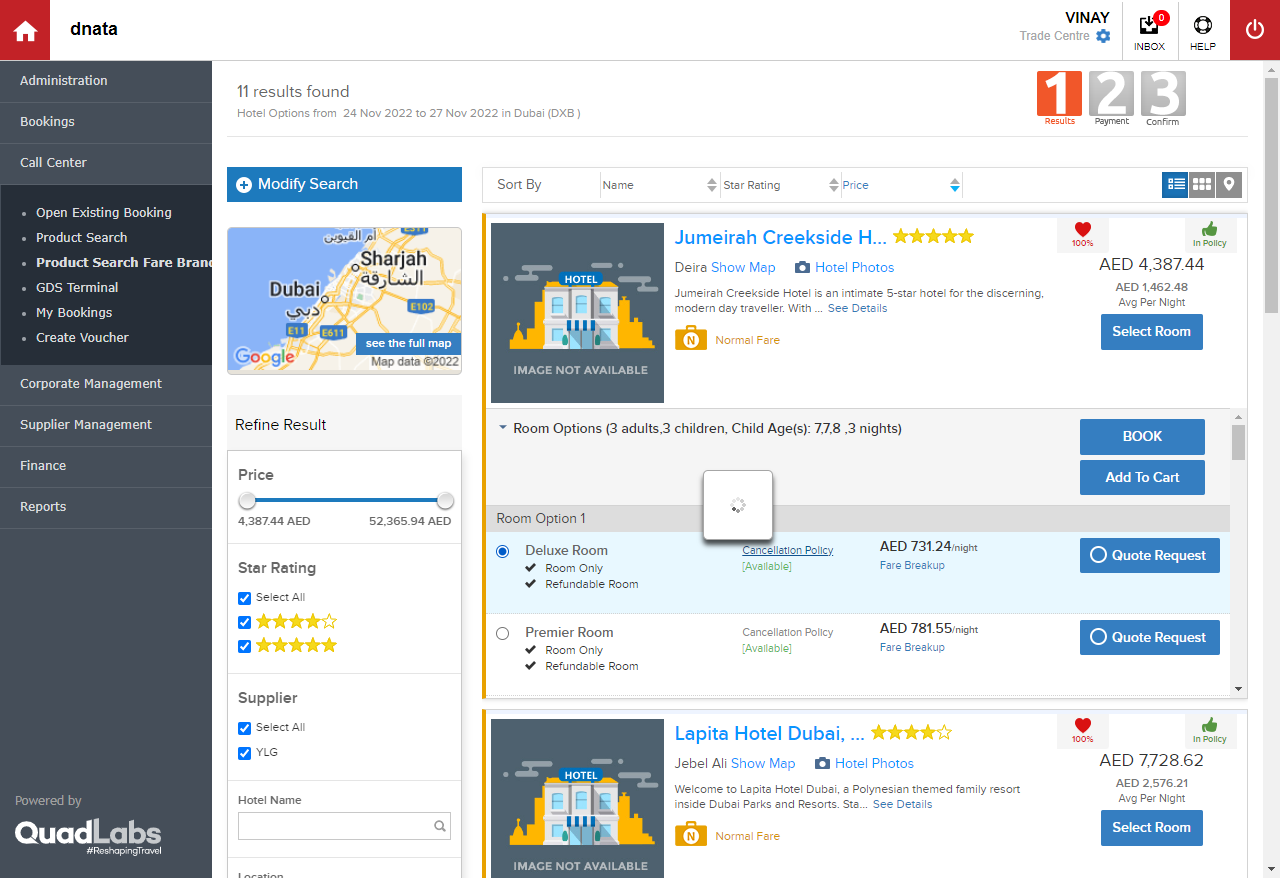 dnata
VINAY
Trade Centre
0
INBOX
HELP
Administration
Bookings
Call Center
Open Existing Booking
Product Search
Product Search Fare Brand
GDS Terminal
My Bookings
Create Voucher
Corporate Management
Supplier Management
Finance
Reports
Powered by
QuadLabs
#ReshapingTravel
11 results found
Hotel Options from 24 Nov 2022 to 27 Nov 2022 in Dubai (DXB )
1 2 3
Results Payment Confirm
Modify Search
أم القيوين
E11
Sharjah
الشارقة
Dubai
دبي
E102
E11 E611
see the full map
Google
Map data ©2022
Refine Result
Price
4,387.44 AED 52,365.94 AED
Star Rating
Select All
Supplier
Select All
YLG
Hotel Name
Location
Sort By Name Star Rating Price
HOTEL
IMAGE NOT AVAILABLE
Jumeirah Creekside H...
Deira Show Map Hotel Photos
Jumeirah Creekside Hotel is an intimate 5-star hotel for the discerning,
modern day traveller. With ... See Details
N Normal Fare
100%
In Policy
AED 4,387.44
AED 1,462.48
Avg Per Night
Select Room
Room Options (3 adults,3 children, Child Age(s): 7,7,8 ,3 nights)
BOOK
Add To Cart
Room Option 1
Deluxe Room Cancellation Policy AED 731.24/night
Room Only [Available] Fare Breakup
Refundable Room
Quote Request
Premier Room Cancellation Policy AED 781.55/night
Room Only [Available] Fare Breakup
Refundable Room
Quote Request
HOTEL
IMAGE NOT AVAILABLE
Lapita Hotel Dubai, ...
Jebel Ali Show Map Hotel Photos
Welcome to Lapita Hotel Dubai, a Polynesian themed family resort
inside Dubai Parks and Resorts. Sta... See Details
N Normal Fare
100%
In Policy
AED 7,728.62
AED 2,576.21
Avg Per Night
Select Room